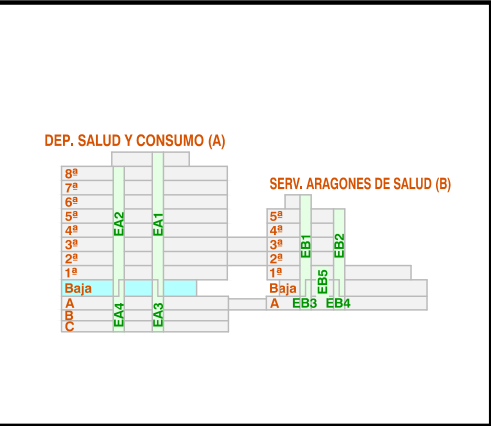 DEP. SALUD Y CONSUMO (A)
8ª
7ª
6ª
5ª
4ª
3ª
2ª
1ª
Baja
A
B
C
EA2
EA1
EA4
EA3
SERV. ARAGONES DE SALUD (B)
5ª
4ª
3ª
2ª
1ª
Baja
A
EB1
EB2
EB5
EB3
EB4